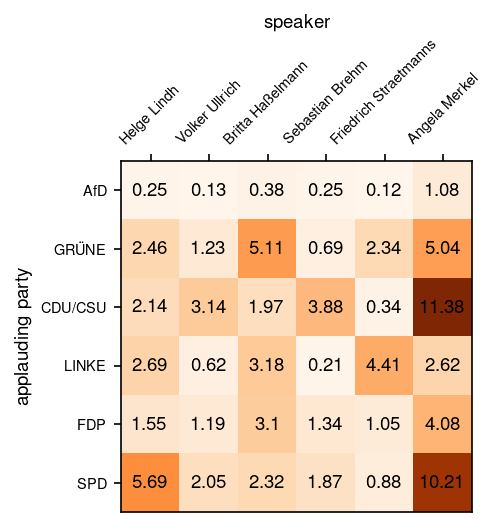 speaker
Helge Lindh Volker Ullrich Britta Haßelmann Sebastian Brehm Friedrich Straetmanns Angela Merkel
applauding party
AfD 0.25 0.13 0.38 0.25 0.12 1.08
GRÜNE 2.46 1.23 5.11 0.69 2.34 5.04
CDU/CSU 2.14 3.14 1.97 3.88 0.34 11.38
LINKE 2.69 0.62 3.18 0.21 4.41 2.62
FDP 1.55 1.19 3.1 1.34 1.05 4.08
SPD 5.69 2.05 2.32 1.87 0.88 10.21